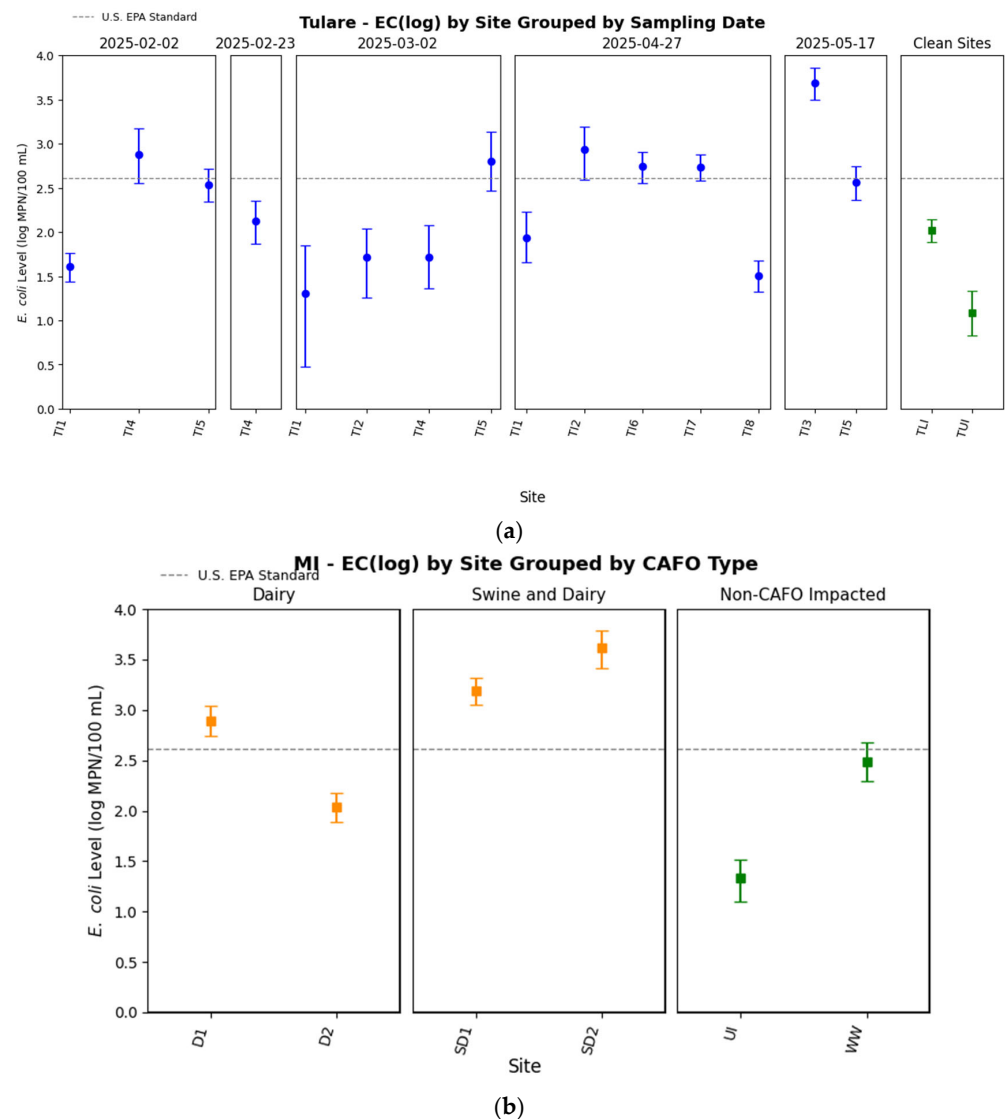 Tulare - EC(log) by Site Grouped by Sampling Date
U.S. EPA Standard
2025-02-02 2025-02-23 2025-03-02 2025-04-27 2025-05-17 Clean Sites
E. coli Level (log MPN/100 mL)
4.0
3.5
3.0
2.5
2.0
1.5
1.0
0.5
0.0
TI1 TI4 TI5 TI4 TI1 TI2 TI4 TI5 TI1 TI2 TI6 TI7 TI8 TI3 TI5 TLI TUI
Site
(a)
MI - EC(log) by Site Grouped by CAFO Type
U.S. EPA Standard
Dairy Swine and Dairy Non-CAFO Impacted
E. coli Level (log MPN/100 mL)
4.0
3.5
3.0
2.5
2.0
1.5
1.0
0.5
0.0
D1 D2 SD1 SD2 UI WW
Site
(b)